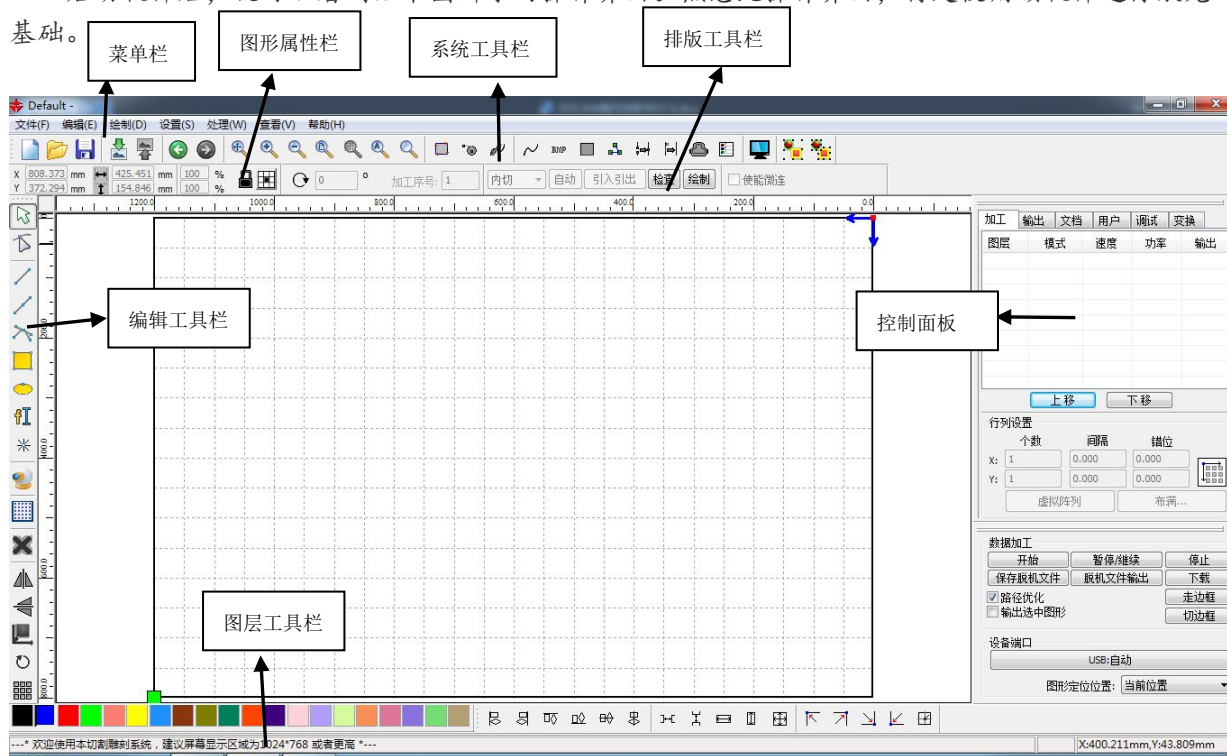 基础。
菜单栏
图形属性栏
系统工具栏
排版工具栏
Default -
文件(F) 编辑(E) 绘制(D) 设置(S) 处理(W) 查看(V) 帮助(H)
X 808.373 mm 425.451 mm 100 %
Y 372.294 mm 154.846 mm 100 %
0 °
加工序号: 1
内切 自动 引入引出 检查 绘制 使能微连
BMP
1200.0 1000.0 800.0 600.0 400.0 200.0 0.0
200.0
400.0
600.0
800.0
编辑工具栏
控制面板
图层工具栏
加工 输出 文档 用户 调试 变换
图层 模式 速度 功率 输出
上移 下移
行列设置
个数 间隔 错位
X: 1 0.000 0.000
Y: 1 0.000 0.000
虚拟阵列 布满...
数据加工
开始 暂停/继续 停止
保存脱机文件 脱机文件输出 下载
路径优化 走边框
输出选中图形 切边框
设备端口
USB:自动
图形定位位置: 当前位置
---* 欢迎使用本切割雕刻系统，建议屏幕显示区域为1024*768 或者更高 *---
X:400.211mm,Y:43.809mm